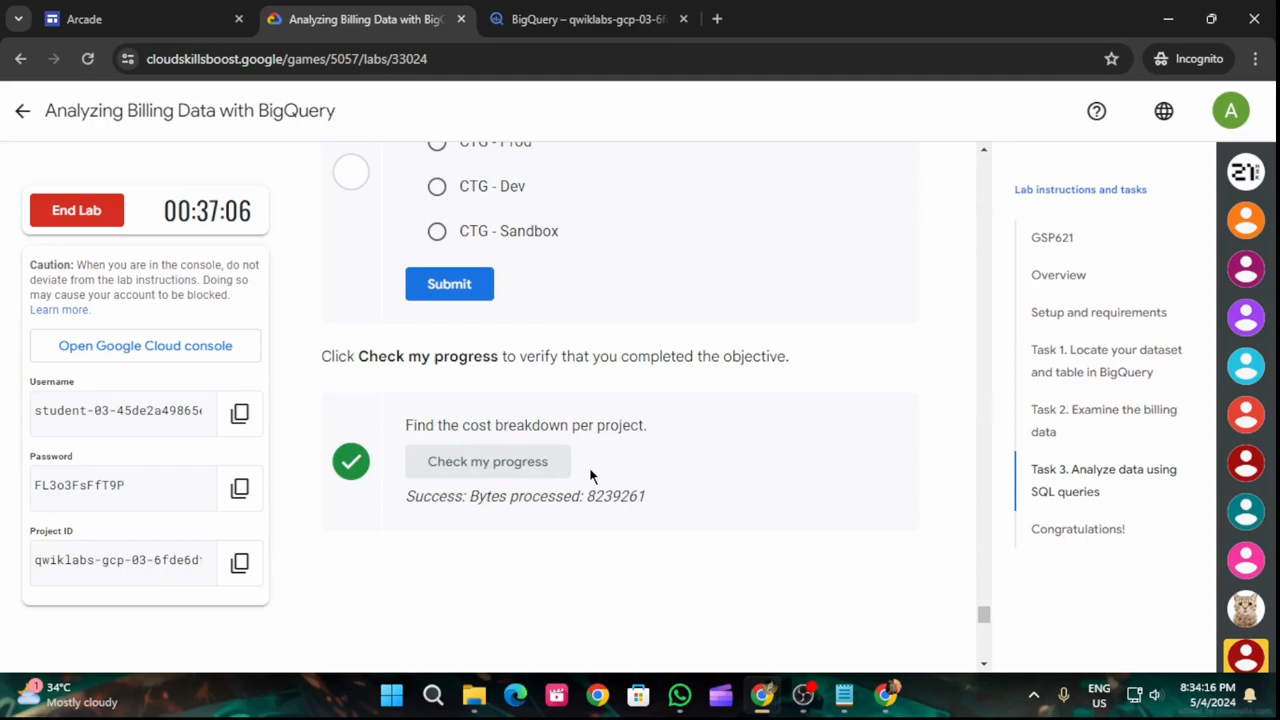 Arcade
Analyzing Billing Data with BigQ
BigQuery – qwiklabs-gcp-03-6f
cloudskillsboost.google/games/5057/labs/33024
Incognito
Analyzing Billing Data with BigQuery
A
End Lab
00:37:06
Caution: When you are in the console, do not
deviate from the lab instructions. Doing so
may cause your account to be blocked.
Learn more.
Open Google Cloud console
Username
student-03-45de2a49865
Password
FL3o3FsFfT9P
Project ID
qwiklabs-gcp-03-6fde6d
CTG - Prod
CTG - Dev
CTG - Sandbox
Submit
Click Check my progress to verify that you completed the objective.
Find the cost breakdown per project.
Check my progress
Success: Bytes processed: 8239261
Lab instructions and tasks
GSP621
Overview
Setup and requirements
Task 1. Locate your dataset
and table in BigQuery
Task 2. Examine the billing
data
Task 3. Analyze data using
SQL queries
Congratulations!
21
1
34°C
Mostly cloudy
ENG
US
8:34:16 PM
5/4/2024